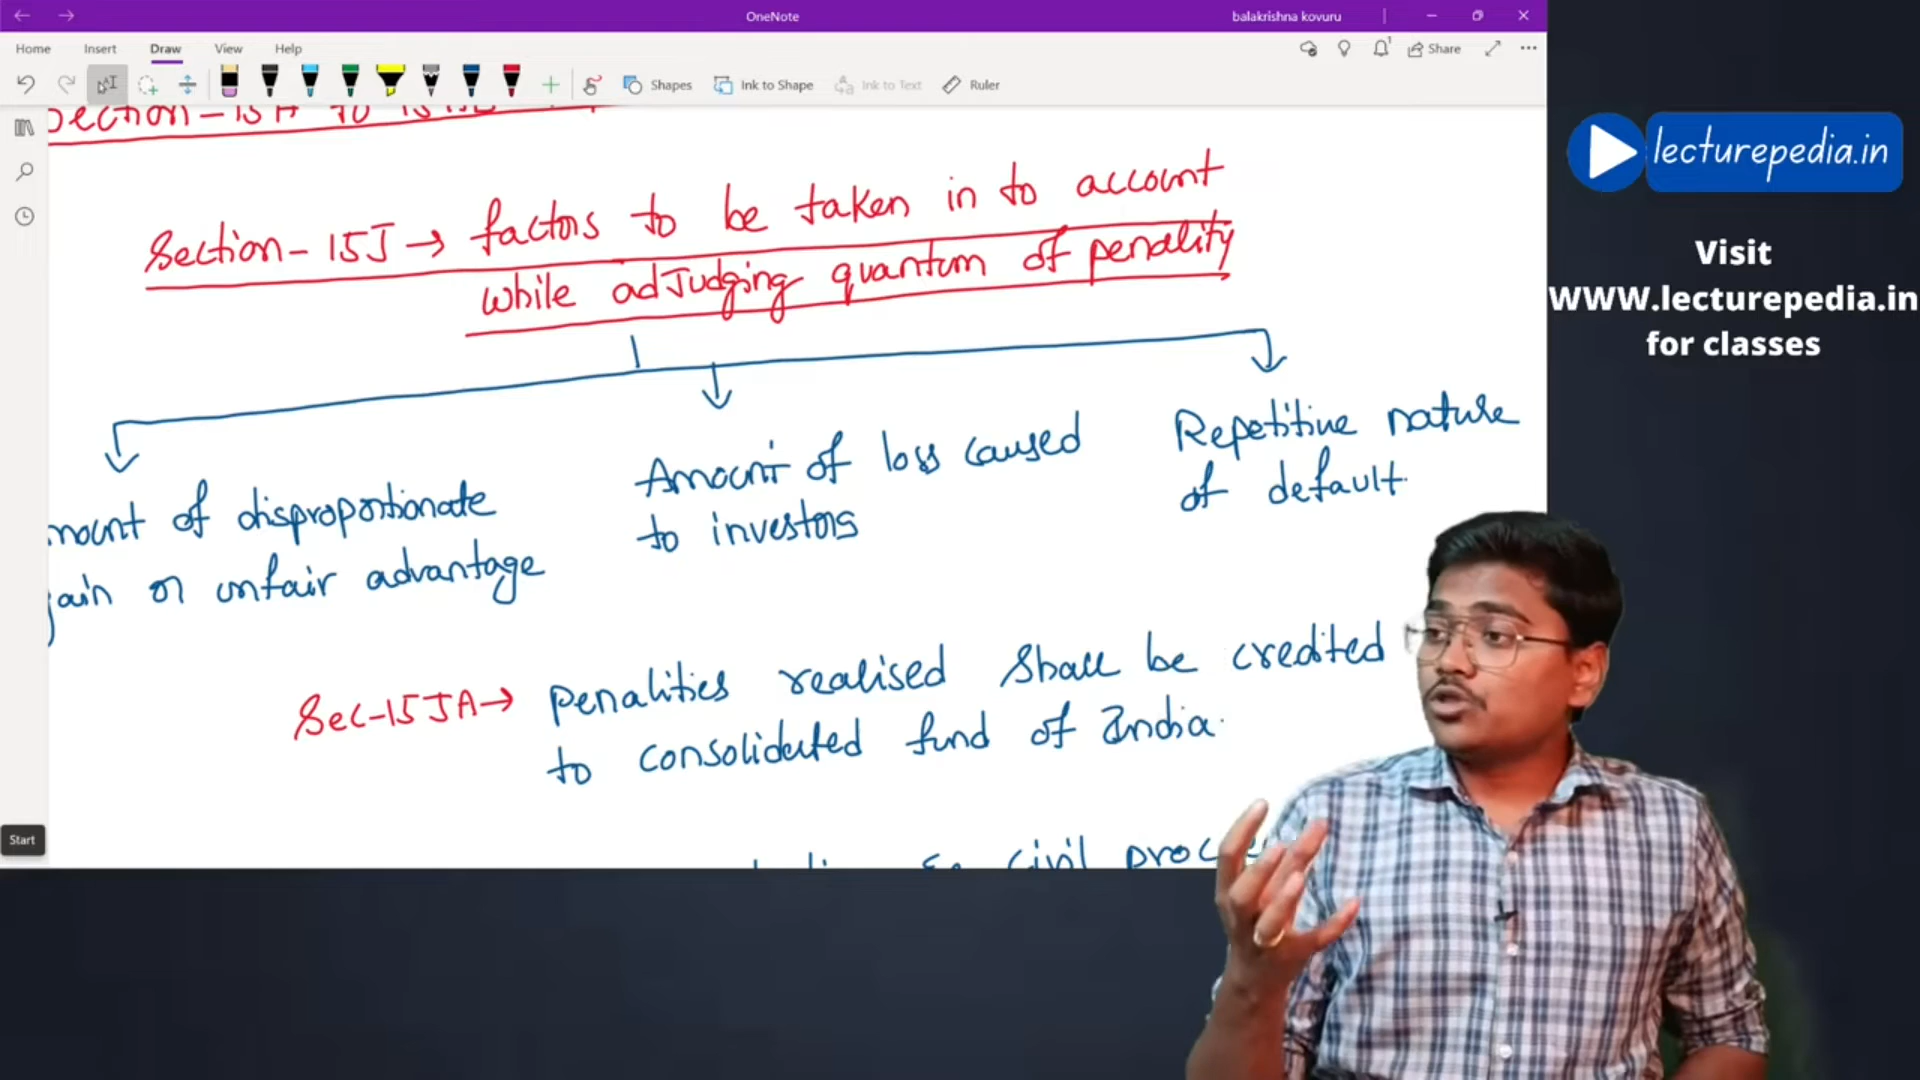 OneNote
balakrishna kovuru
Home Insert Draw View Help
1
Share
Shapes Ink to Shape Ink to Text Ruler
lecturepedia.in
Visit
WWW.lecturepedia.in
for classes
Section-15J → factors to be taken in to account
while adJudging quantum of penality
mount of disproportionate
gain or unfair advantage
Amount of loss caused
to investors
Repetitive nature
of default.
Sec-15JA → penalities realised shall be credited
to consolidated fund of India.
civil proce
Start